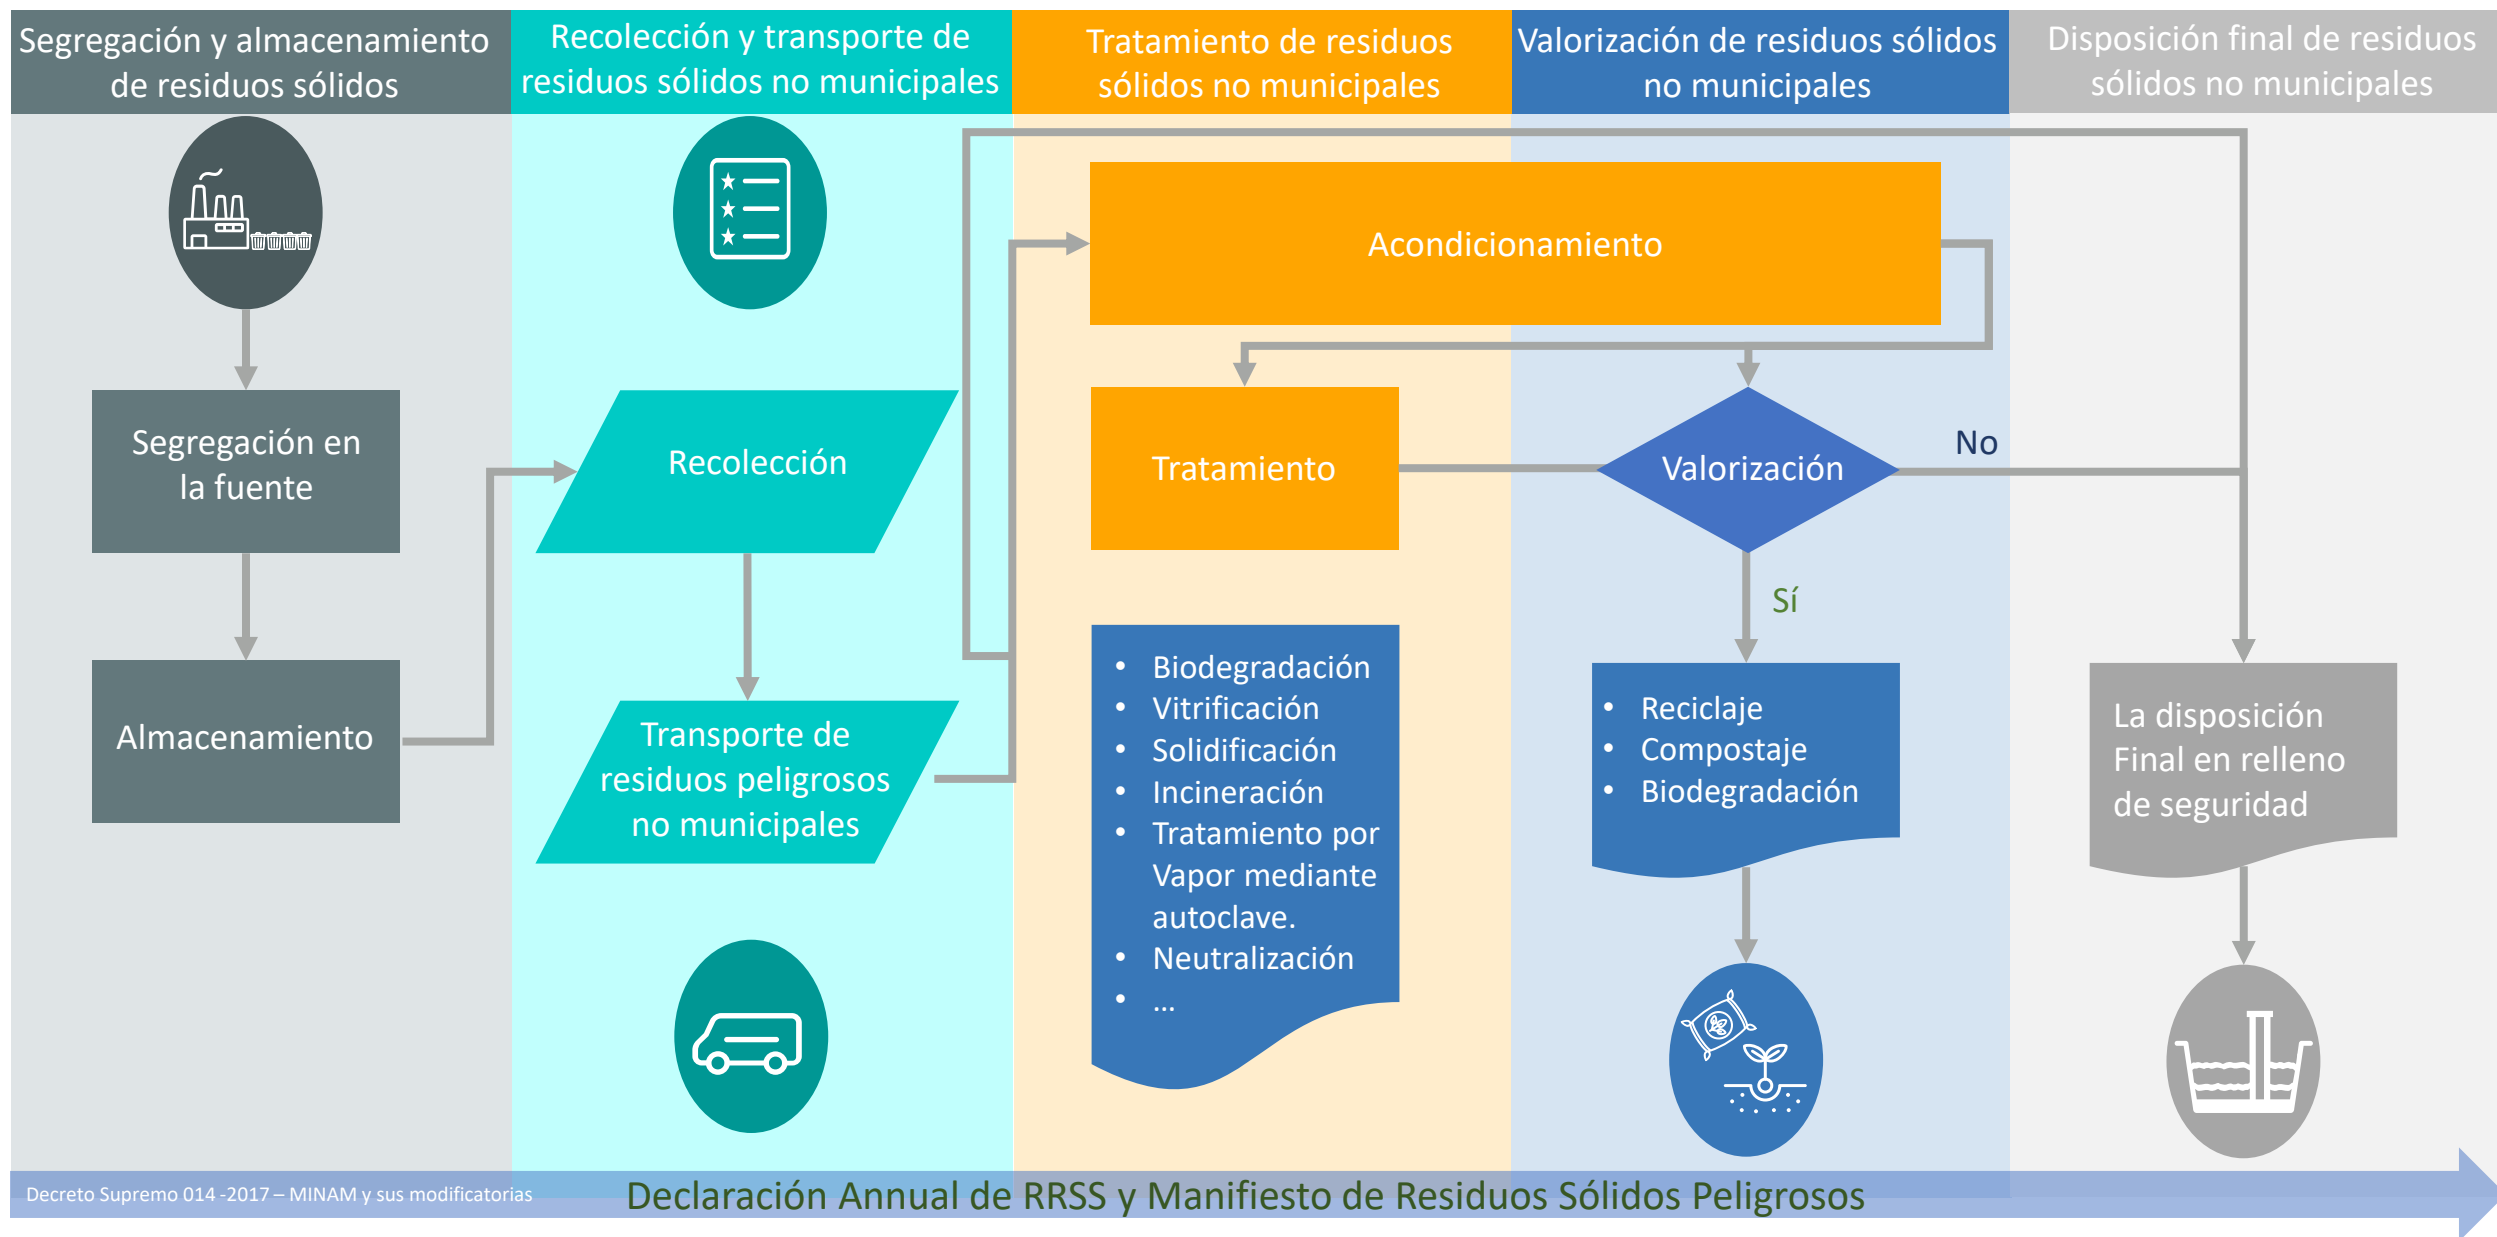 Segregación y almacenamiento
de residuos sólidos
Recolección y transporte de
residuos sólidos no municipales
Tratamiento de residuos
sólidos no municipales
Valorización de residuos sólidos
no municipales
Disposición final de residuos
sólidos no municipales
Segregación en
la fuente
Almacenamiento
Recolección
Transporte de
residuos peligrosos
no municipales
Acondicionamiento
Tratamiento
• Biodegradación
• Vitrificación
• Solidificación
• Incineración
• Tratamiento por
Vapor mediante
autoclave.
• Neutralización
• ...
Valorización
No
Sí
• Reciclaje
• Compostaje
• Biodegradación
La disposición
Final en relleno
de seguridad
Decreto Supremo 014 -2017 – MINAM y sus modificatorias
Declaración Annual de RRSS y Manifiesto de Residuos Sólidos Peligrosos